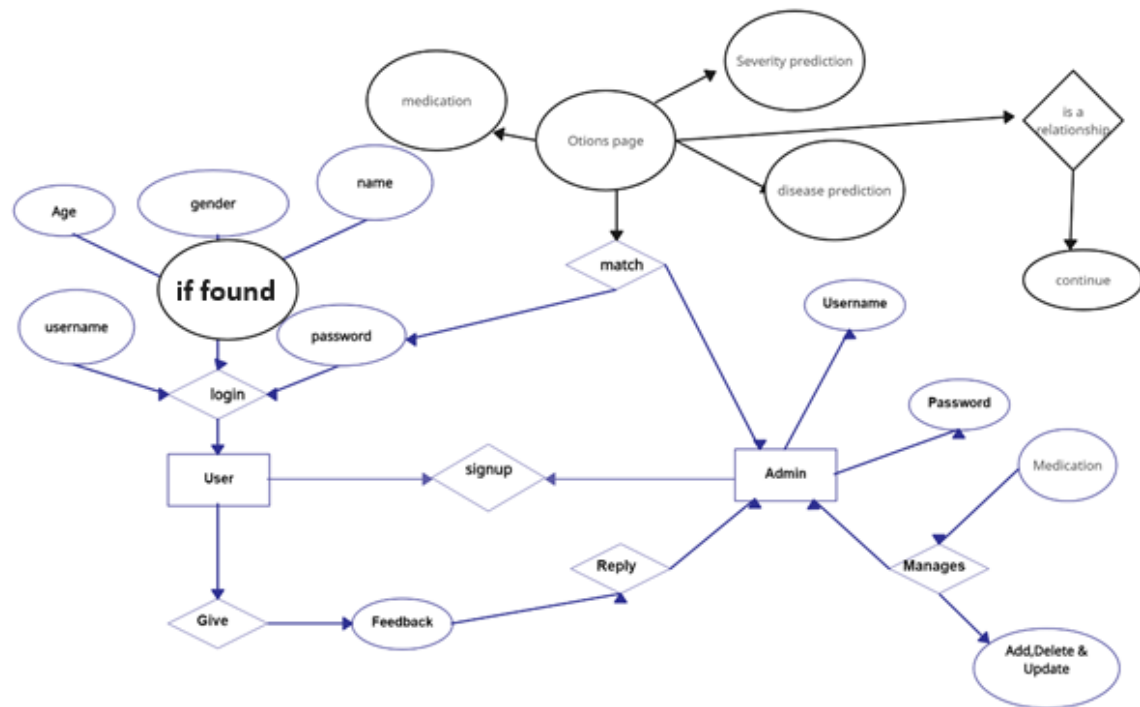 Severity prediction
medication
is a
relationship
Otions page
name
disease prediction
gender
Age
match
continue
if found
Username
username
password
login
Password
signup
Medication
User
Admin
Reply
Manages
Give
Feedback
Add,Delete &
Update